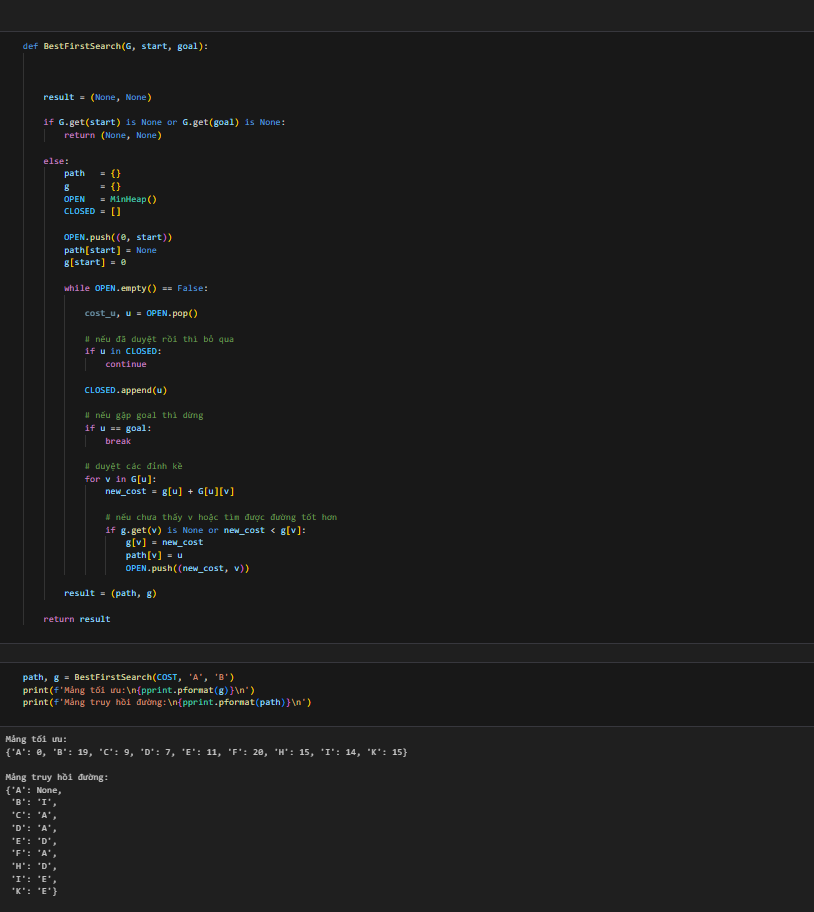 def BestFirstSearch(G, start, goal):
result = (None, None)
if G.get(start) is None or G.get(goal) is None:
return (None, None)
else:
path = {}
g = {}
OPEN = MinHeap()
CLOSED = []
OPEN.push((0, start))
path[start] = None
g[start] = 0
while OPEN.empty() == False:
cost_u, u = OPEN.pop()
# nếu đã duyệt rồi thì bỏ qua
if u in CLOSED:
continue
CLOSED.append(u)
# nếu gặp goal thì dừng
if u == goal:
break
# duyệt các đỉnh kề
for v in G[u]:
new_cost = g[u] + G[u][v]
# nếu chưa thấy v hoặc tìm được đường tốt hơn
if g.get(v) is None or new_cost < g[v]:
g[v] = new_cost
path[v] = u
OPEN.push((new_cost, v))
result = (path, g)
return result
path, g = BestFirstSearch(COST, 'A', 'B')
print(f'Mảng tối ưu:\n{pprint.pformat(g)}\n')
print(f'Mảng truy hồi đường:\n{pprint.pformat(path)}\n')
Mảng tối ưu:
{'A': 0, 'B': 19, 'C': 9, 'D': 7, 'E': 11, 'F': 20, 'H': 15, 'I': 14, 'K': 15}
Mảng truy hồi đường:
{'A': None,
'B': 'I',
'C': 'A',
'D': 'A',
'E': 'D',
'F': 'A',
'H': 'D',
'I': 'E',
'K': 'E'}